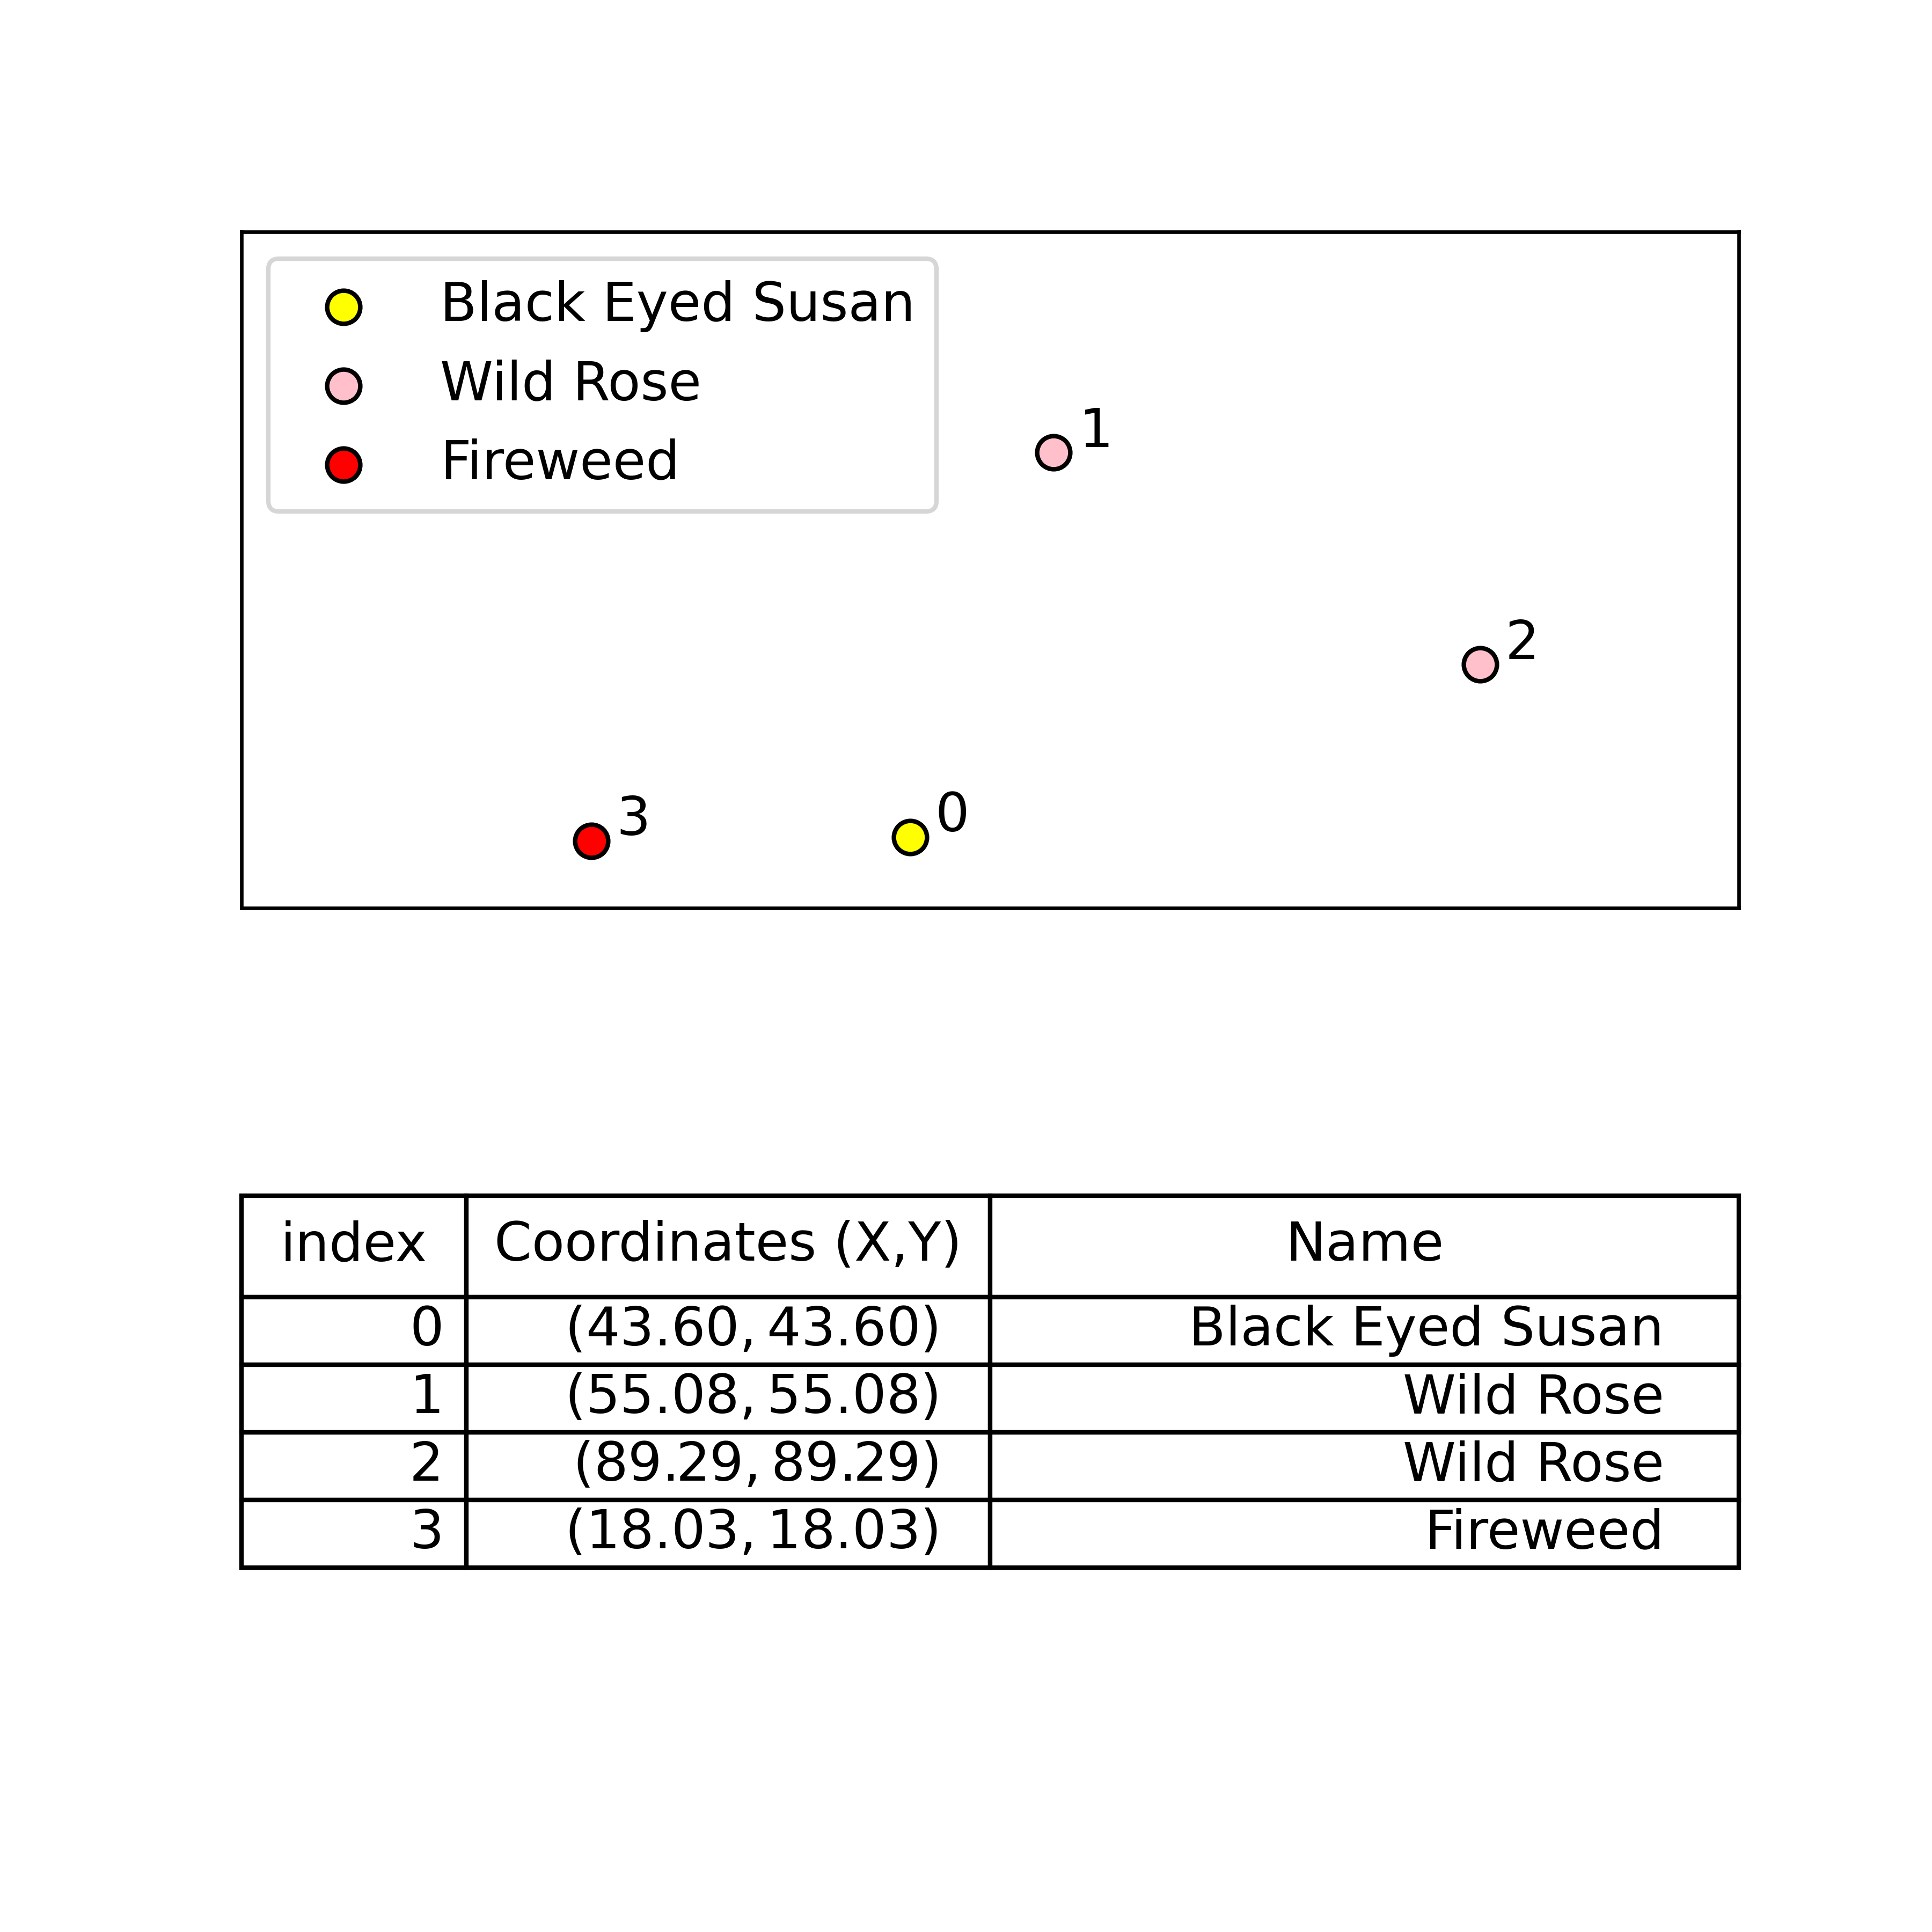 Black Eyed Susan
Wild Rose
Fireweed
1
2
3
0
index Coordinates (X,Y) Name
0 (43.60, 43.60) Black Eyed Susan
1 (55.08, 55.08) Wild Rose
2 (89.29, 89.29) Wild Rose
3 (18.03, 18.03) Fireweed